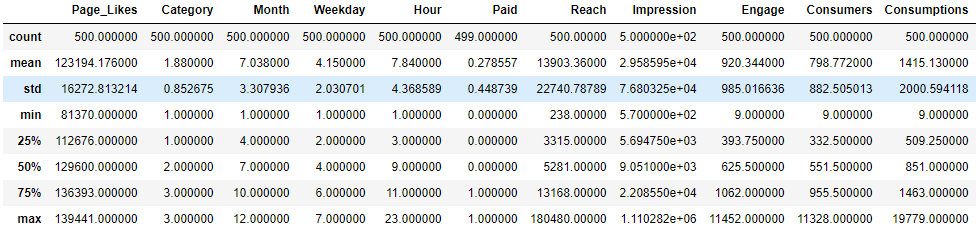 Page_Likes Category Month Weekday Hour Paid Reach Impression Engage Consumers Consumptions
count 500.000000 500.000000 500.000000 500.000000 500.000000 499.000000 500.00000 5.000000e+02 500.000000 500.000000 500.000000
mean 123194.176000 1.880000 7.038000 4.150000 7.840000 0.278557 13903.36000 2.958595e+04 920.344000 798.772000 1415.130000
std 16272.813214 0.852675 3.307936 2.030701 4.368589 0.448739 22740.78789 7.680325e+04 985.016636 882.505013 2000.594118
min 81370.000000 1.000000 1.000000 1.000000 1.000000 0.000000 238.00000 5.700000e+02 9.000000 9.000000 9.000000
25% 112676.000000 1.000000 4.000000 2.000000 3.000000 0.000000 3315.00000 5.694750e+03 393.750000 332.500000 509.250000
50% 129600.000000 2.000000 7.000000 4.000000 9.000000 0.000000 5281.00000 9.051000e+03 625.500000 551.500000 851.000000
75% 136393.000000 3.000000 10.000000 6.000000 11.000000 1.000000 13168.00000 2.208550e+04 1062.000000 955.500000 1463.000000
max 139441.000000 3.000000 12.000000 7.000000 23.000000 1.000000 180480.00000 1.110282e+06 11452.000000 11328.000000 19779.000000